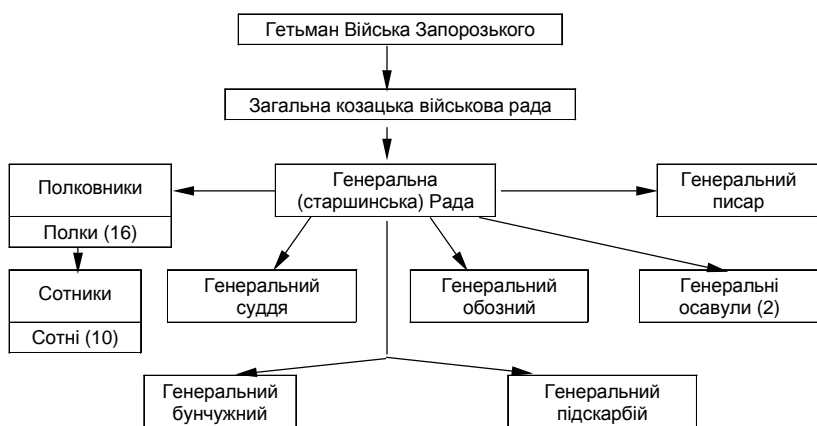 Гетьман Війська Запорозького
Загальна козацька військова рада
Полковники
Полки (16)
Генеральна
(старшинська) Рада
Генеральний
писар
Сотники
Сотні (10)
Генеральний
суддя
Генеральний
обозний
Генеральні
осавули (2)
Генеральний
бунчужний
Генеральний
підскарбій